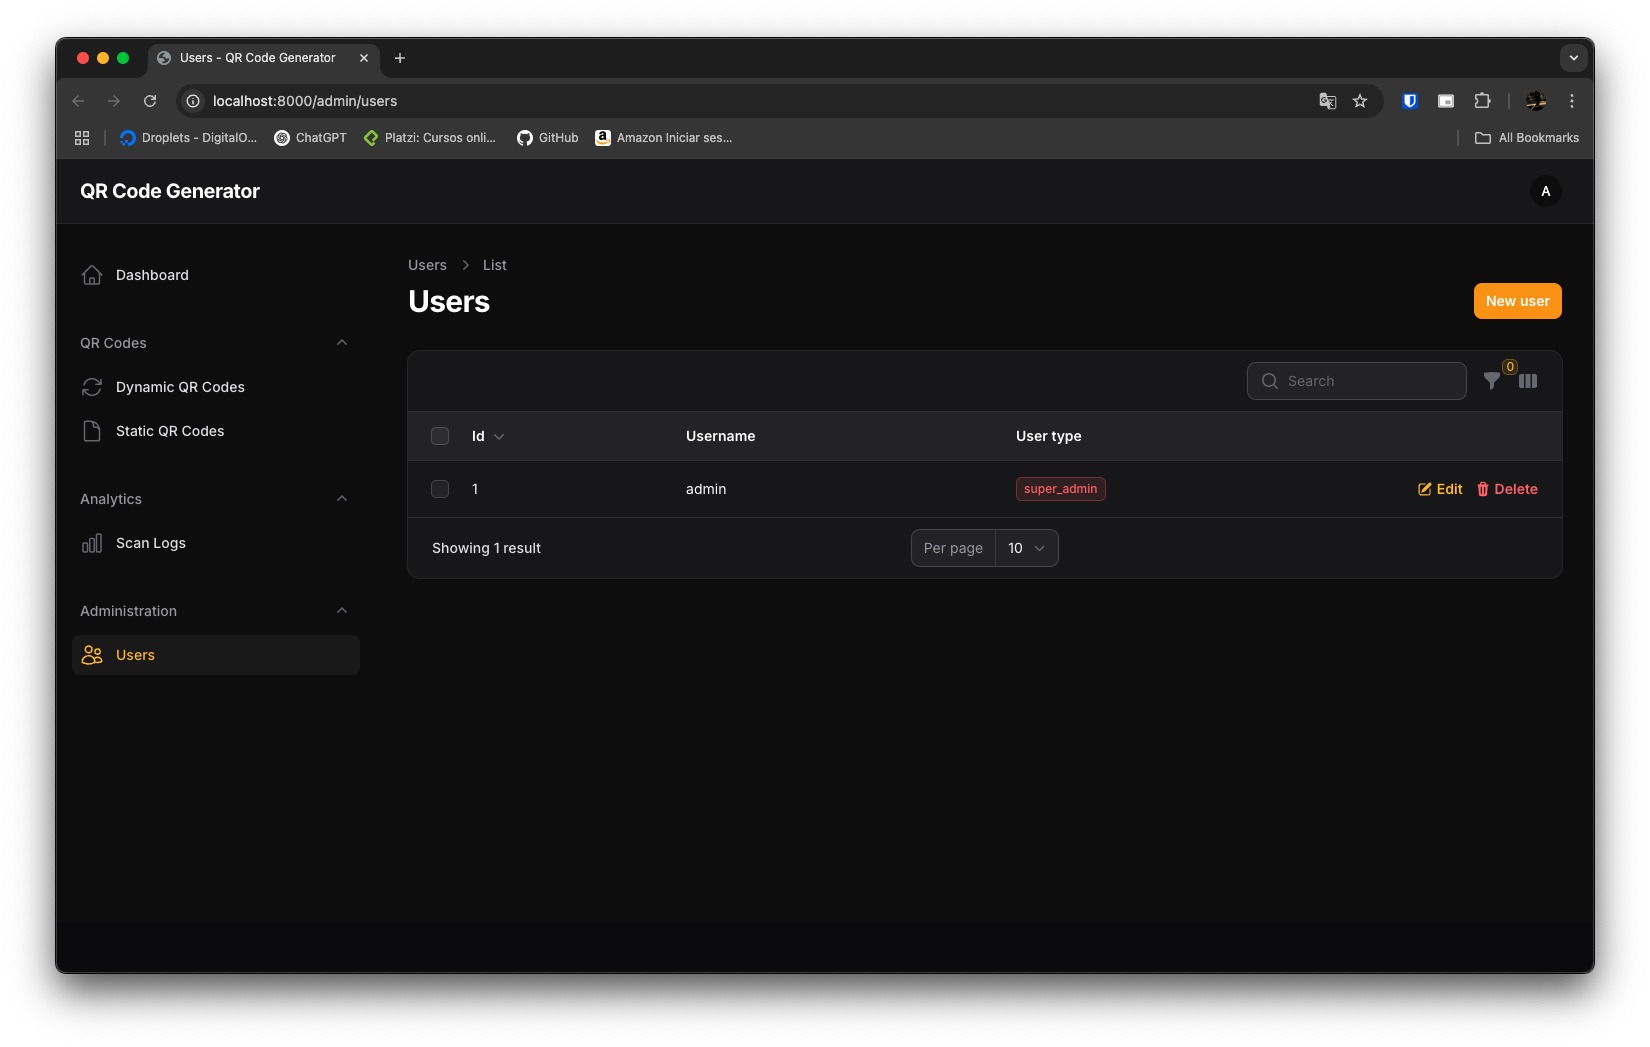 Users - QR Code Generator
localhost:8000/admin/users
Droplets - DigitalO...
ChatGPT
Platzi: Cursos onli...
GitHub
Amazon Iniciar ses...
All Bookmarks
QR Code Generator
A
Dashboard
QR Codes
Dynamic QR Codes
Static QR Codes
Analytics
Scan Logs
Administration
Users
Users > List
Users
New user
Search
0
Id Username User type
1 admin super_admin Edit Delete
Showing 1 result
Per page 10